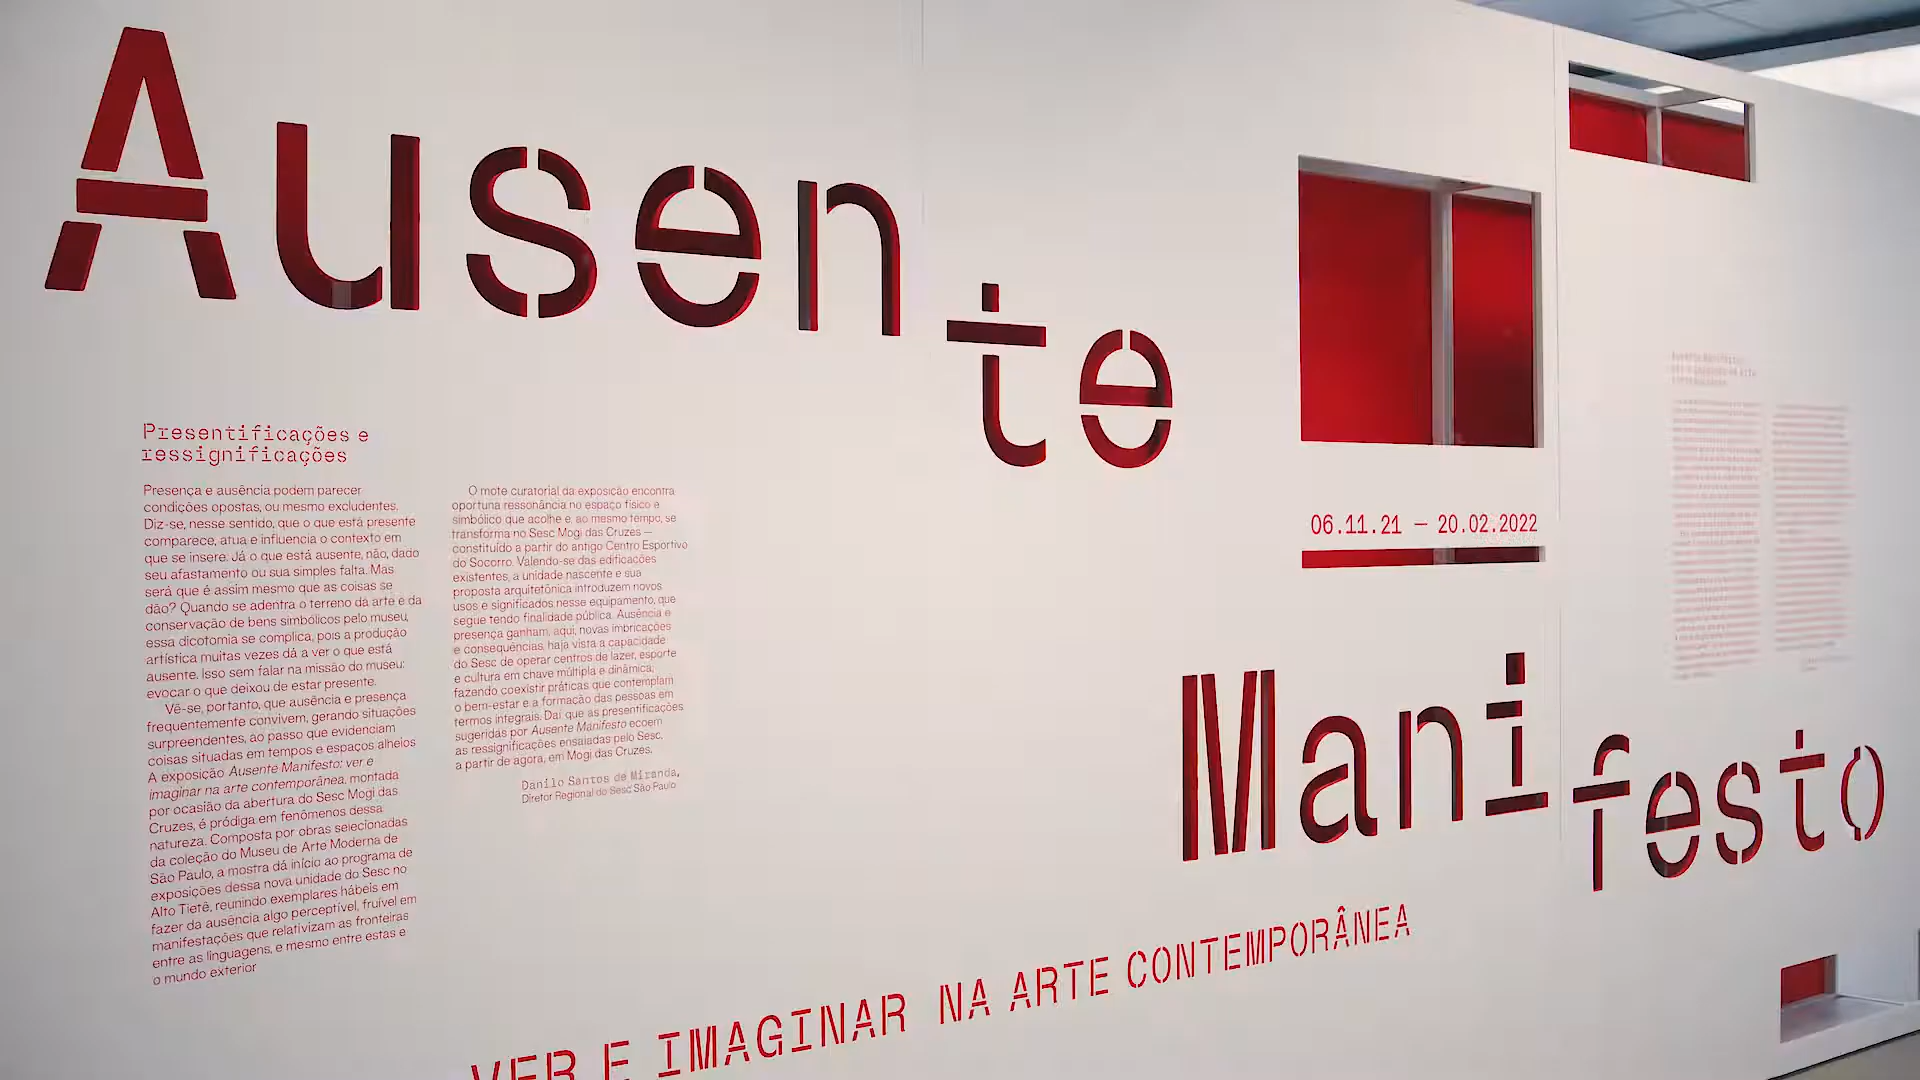 Ausente
Presentificações e
ressignificações
Presença e ausência podem parecer
condições opostas, ou mesmo excludentes.
Diz-se, nesse sentido, que o que está presente
comparece, atua e influencia o contexto em
que se insere. Já o que está ausente, não, dado
seu afastamento ou sua simples falta. Mas
será que é assim mesmo que as coisas se
dão? Quando se adentra o terreno da arte e da
conservação de bens simbólicos pelo museu,
essa dicotomia se complica, pois a produção
artística muitas vezes dá a ver o que está
ausente. Isso sem falar na missão do museu:
evocar o que deixou de estar presente.
Vê-se, portanto, que ausência e presença
frequentemente convivem, gerando situações
surpreendentes, ao passo que evidenciam
coisas situadas em tempos e espaços alheios
A exposição Ausente Manifesto: ver e
imaginar na arte contemporânea, montada
por ocasião da abertura do Sesc Mogi das
Cruzes, é pródiga em fenômenos dessa
natureza. Composta por obras selecionadas
da coleção do Museu de Arte Moderna de
São Paulo, a mostra dá início ao programa de
exposições dessa nova unidade do Sesc no
Alto Tietê, reunindo exemplares hábeis em
fazer da ausência algo perceptível, fruível em
manifestações que relativizam as fronteiras
entre as linguagens, e mesmo entre estas e
o mundo exterior
O mote curatorial da exposição encontra
oportuna ressonância no espaço físico e
simbólico que acolhe e, ao mesmo tempo, se
transforma no Sesc Mogi das Cruzes —
constituído a partir do antigo Centro Esportivo
do Socorro. Valendo-se das edificações
existentes, a unidade nascente e sua
proposta arquitetônica introduzem novos
usos e significados nesse equipamento, que
segue tendo finalidade pública. Ausência e
presença ganham, aqui, novas imbricações
e consequências, haja vista a capacidade
do Sesc de operar centros de lazer, esporte
e cultura em chave múltipla e dinâmica,
fazendo coexistir práticas que contemplam
o bem-estar e a formação das pessoas em
termos integrais. Daí que as presentificações
sugeridas por Ausente Manifesto ecoem
as ressignificações ensaiadas pelo Sesc,
a partir de agora, em Mogi das Cruzes.
Danilo Santos de Miranda,
Diretor Regional do Sesc São Paulo
06.11.21 — 20.02.2022
Manifesto
VER E IMAGINAR NA ARTE CONTEMPORÂNEA